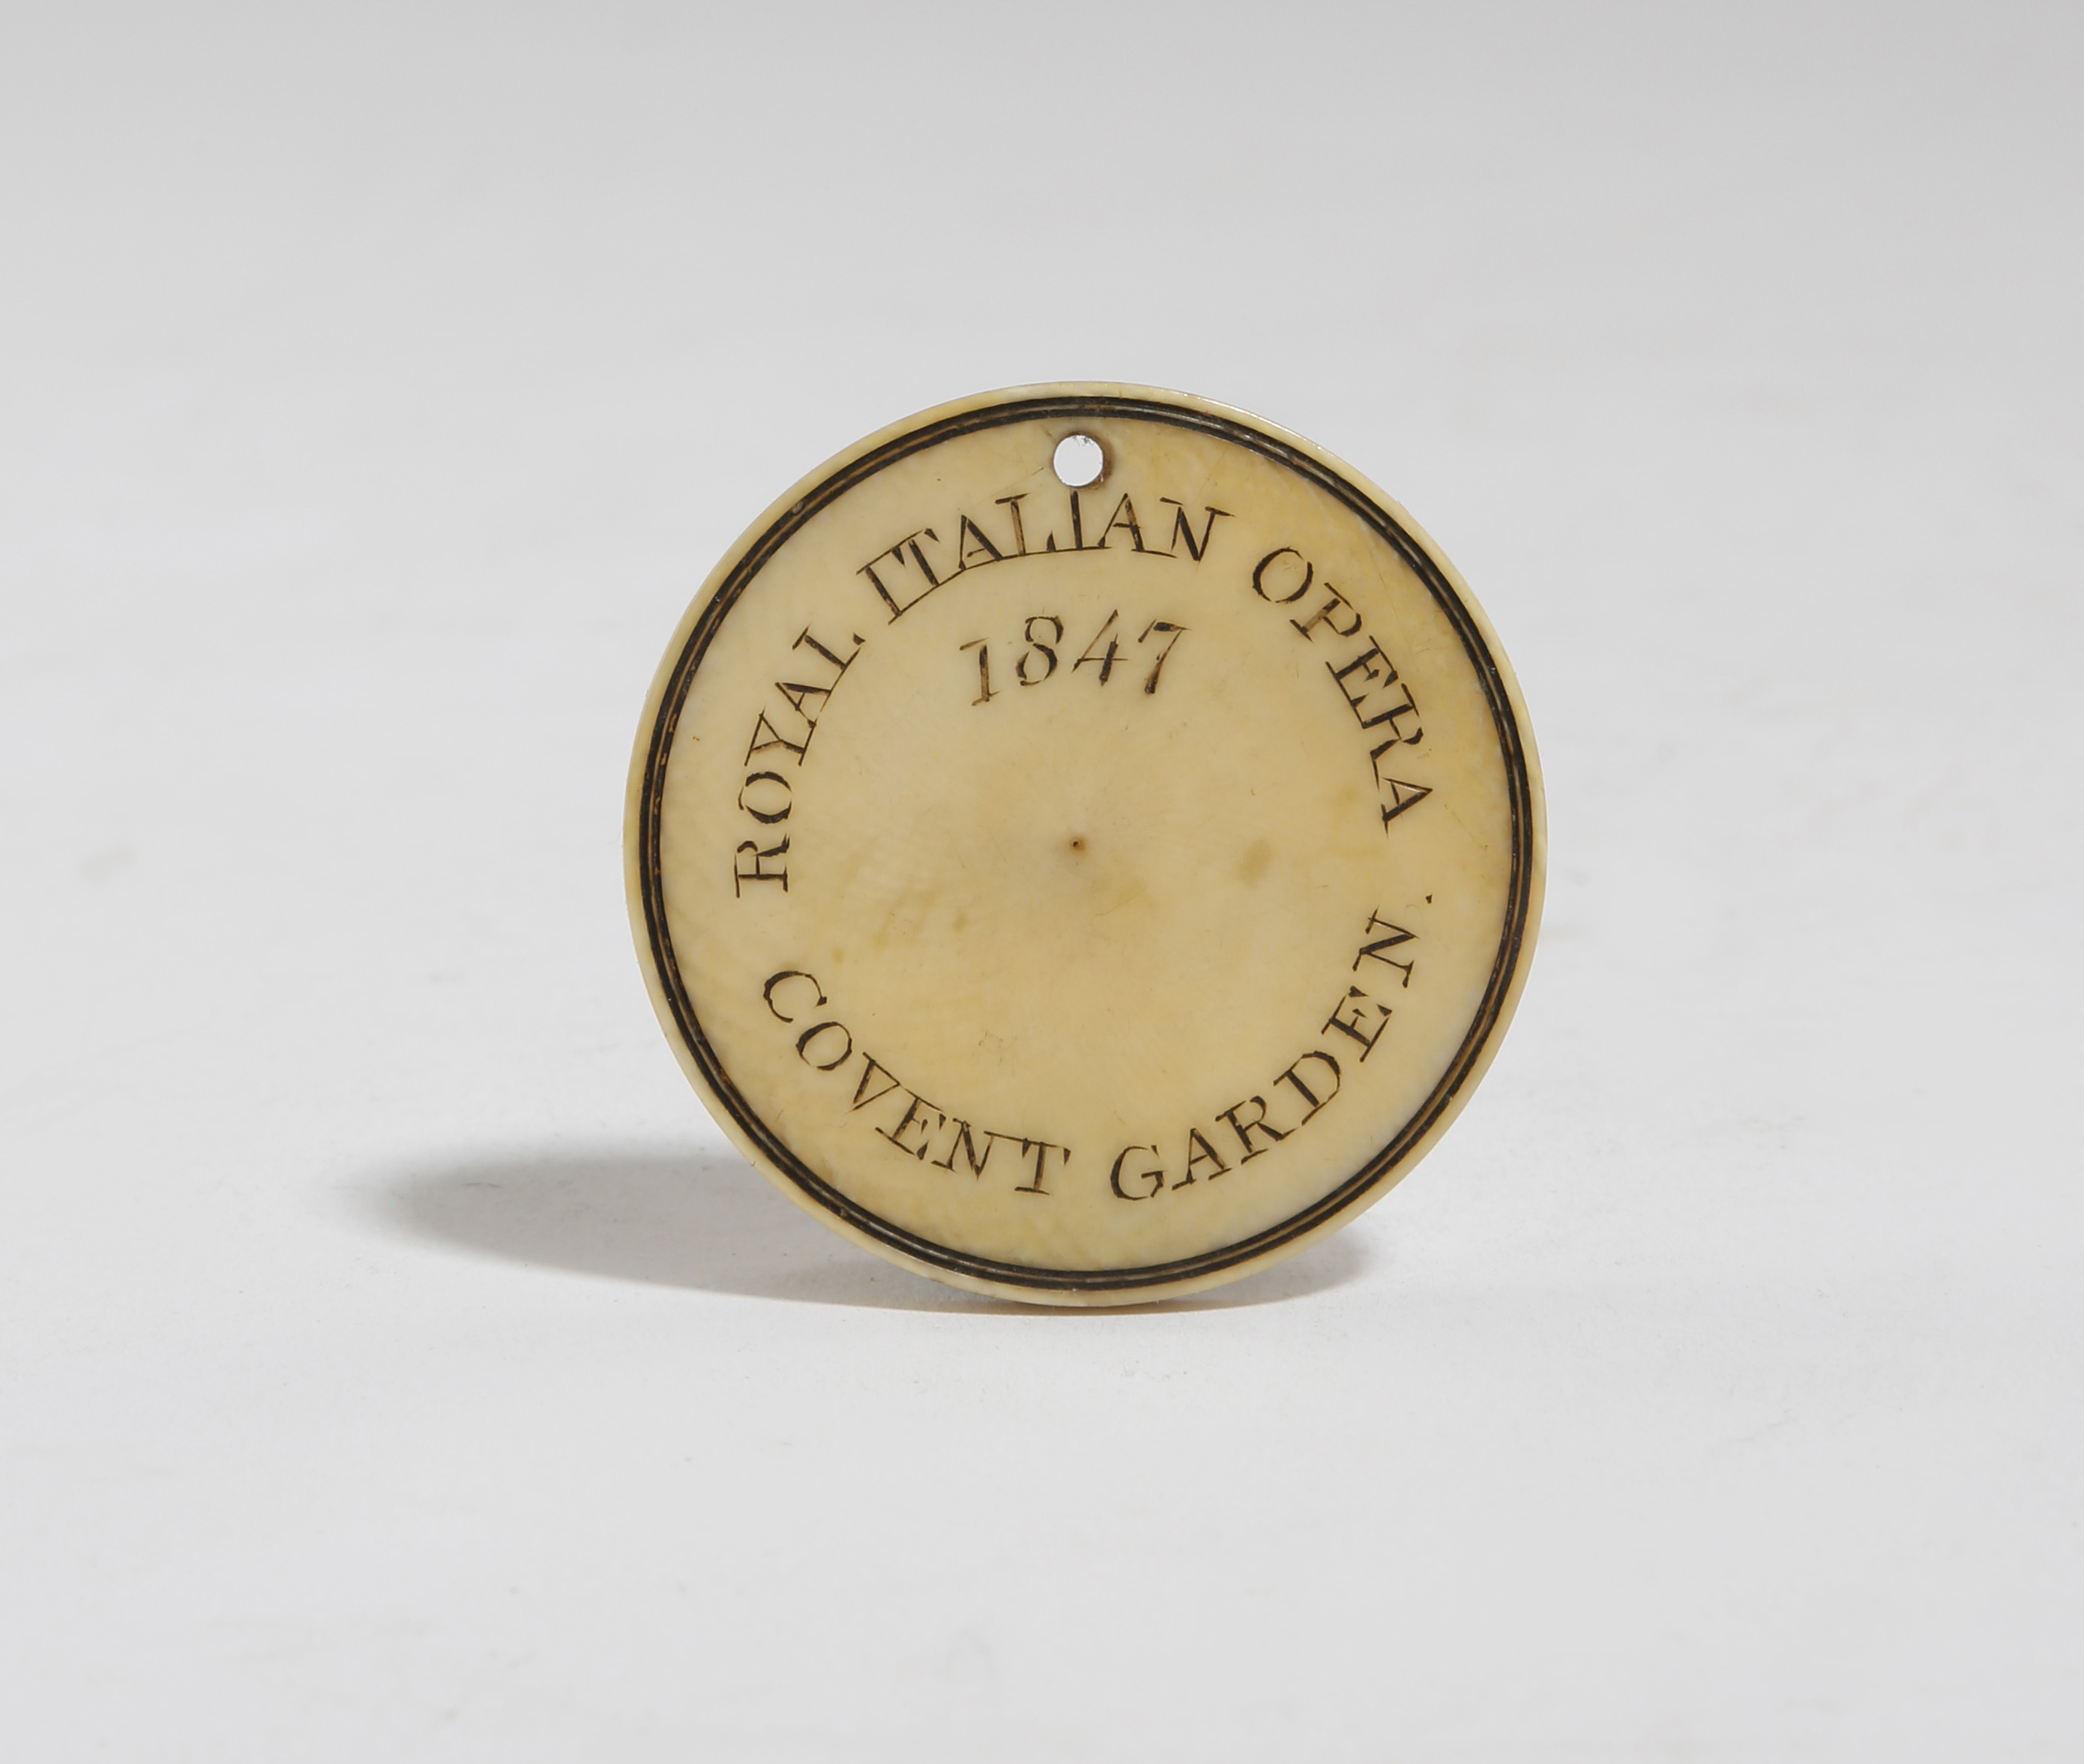 ROYAL ITALIAN OPERA
1847
COVENT GARDEN.